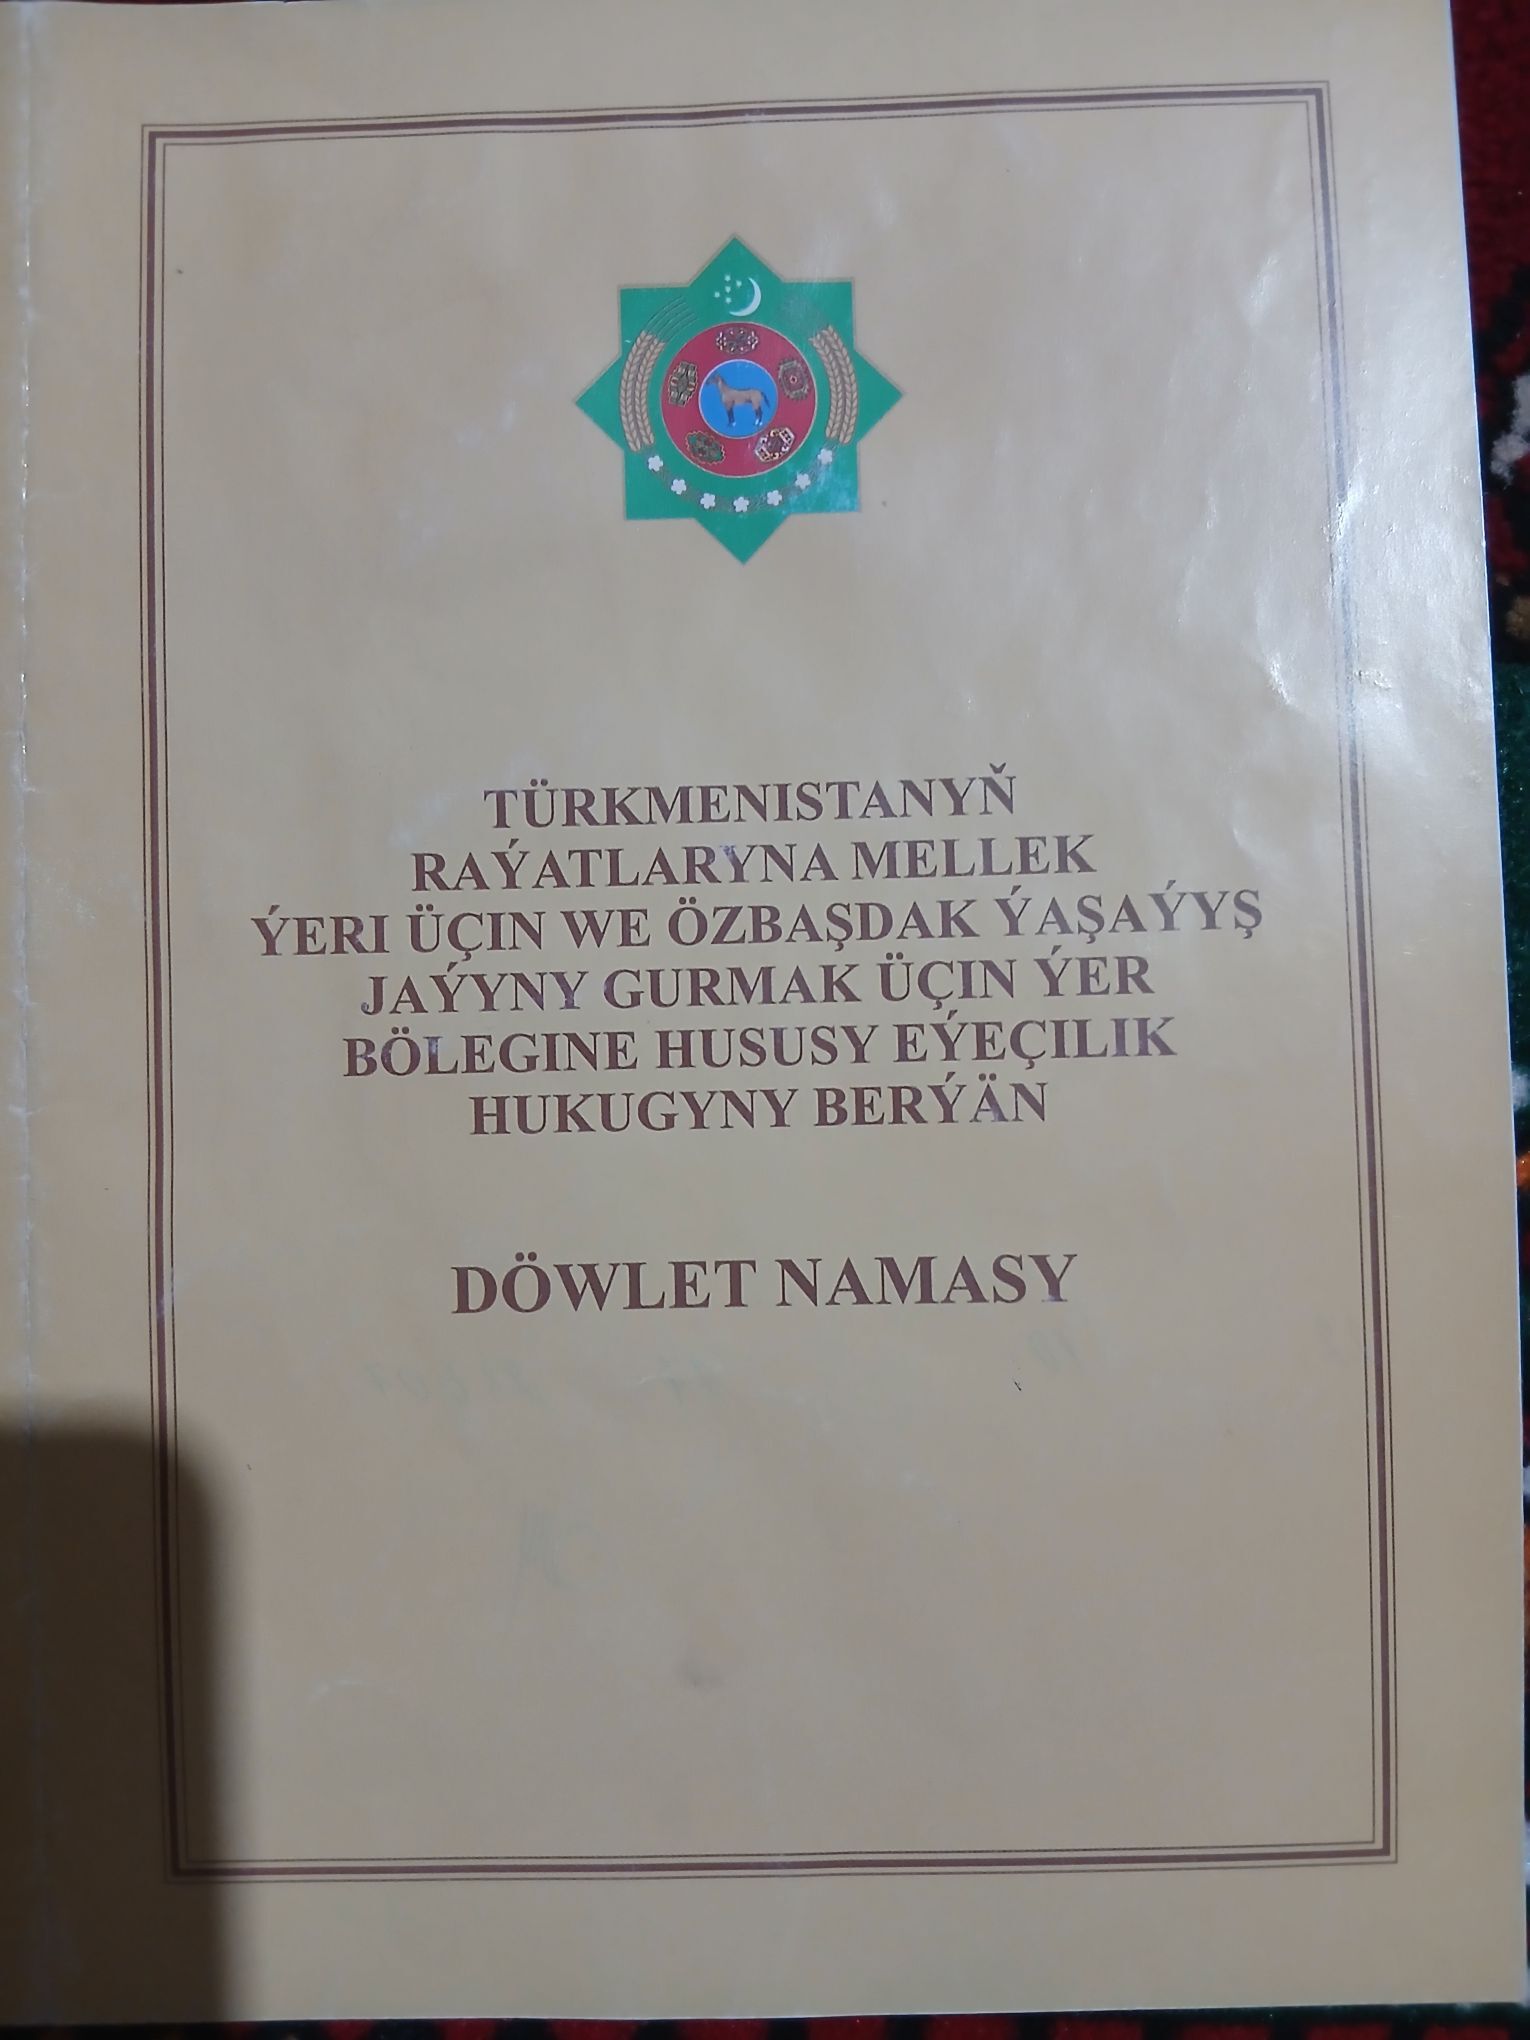 TÜRKMENISTANYŇ
RAÝATLARYNA MELLEK
ÝERI ÜÇIN WE ÖZBAŞDAK ÝAŞAÝYŞ
JAÝYNY GURMAK ÜÇIN ÝER
BÖLEGINE HUSUSY EÝEÇILIK
HUKUGYNY BERÝÄN
DÖWLET NAMASY